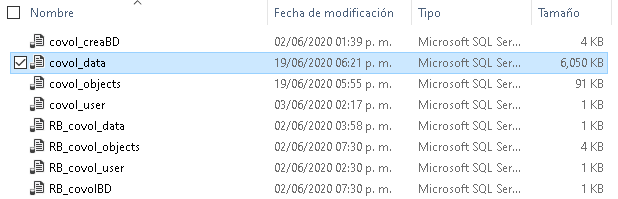 Nombre Fecha de modificación Tipo Tamaño
covol_creaBD 02/06/2020 01:39 p. m. Microsoft SQL Ser... 4 KB
covol_data 19/06/2020 06:21 p. m. Microsoft SQL Ser... 6,050 KB
covol_objects 19/06/2020 05:55 p. m. Microsoft SQL Ser... 91 KB
covol_user 03/06/2020 02:17 p. m. Microsoft SQL Ser... 1 KB
RB_covol_data 02/06/2020 03:58 p. m. Microsoft SQL Ser... 1 KB
RB_covol_objects 02/06/2020 07:30 p. m. Microsoft SQL Ser... 4 KB
RB_covol_user 02/06/2020 02:30 p. m. Microsoft SQL Ser... 1 KB
RB_covolBD 02/06/2020 07:30 p. m. Microsoft SQL Ser... 1 KB